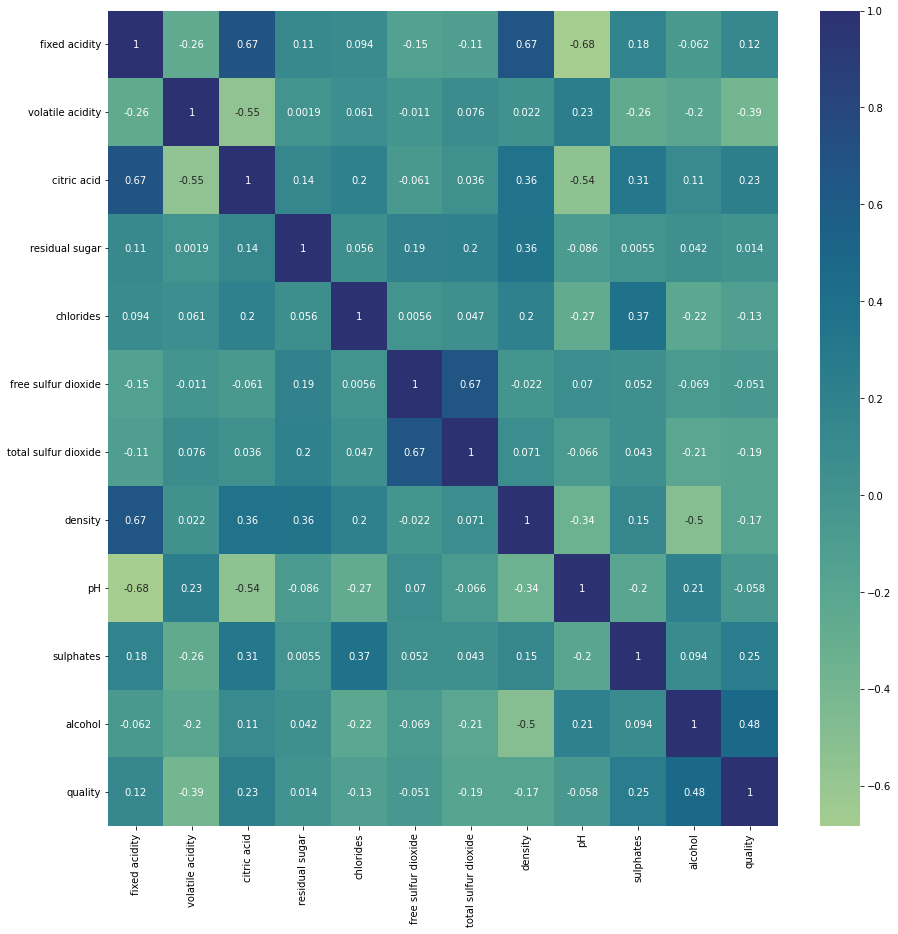 fixed acidity 1 -0.26 0.67 0.11 0.094 -0.15 -0.11 0.67 -0.68 0.18 -0.062 0.12
volatile acidity -0.26 1 -0.55 0.0019 0.061 -0.011 0.076 0.022 0.23 -0.26 -0.2 -0.39
citric acid 0.67 -0.55 1 0.14 0.2 -0.061 0.036 0.36 -0.54 0.31 0.11 0.23
residual sugar 0.11 0.0019 0.14 1 0.056 0.19 0.2 0.36 -0.086 0.0055 0.042 0.014
chlorides 0.094 0.061 0.2 0.056 1 0.0056 0.047 0.2 -0.27 0.37 -0.22 -0.13
free sulfur dioxide -0.15 -0.011 -0.061 0.19 0.0056 1 0.67 -0.022 0.07 0.052 -0.069 -0.051
total sulfur dioxide -0.11 0.076 0.036 0.2 0.047 0.67 1 0.071 -0.066 0.043 -0.21 -0.19
density 0.67 0.022 0.36 0.36 0.2 -0.022 0.071 1 -0.34 0.15 -0.5 -0.17
pH -0.68 0.23 -0.54 -0.086 -0.27 0.07 -0.066 -0.34 1 -0.2 0.21 -0.058
sulphates 0.18 -0.26 0.31 0.0055 0.37 0.052 0.043 0.15 -0.2 1 0.094 0.25
alcohol -0.062 -0.2 0.11 0.042 -0.22 -0.069 -0.21 -0.5 0.21 0.094 1 0.48
quality 0.12 -0.39 0.23 0.014 -0.13 -0.051 -0.19 -0.17 -0.058 0.25 0.48 1
fixed acidity
volatile acidity
citric acid
residual sugar
chlorides
free sulfur dioxide
total sulfur dioxide
density
pH
sulphates
alcohol
quality
1.0
0.8
0.6
0.4
0.2
0.0
−0.2
−0.4
−0.6